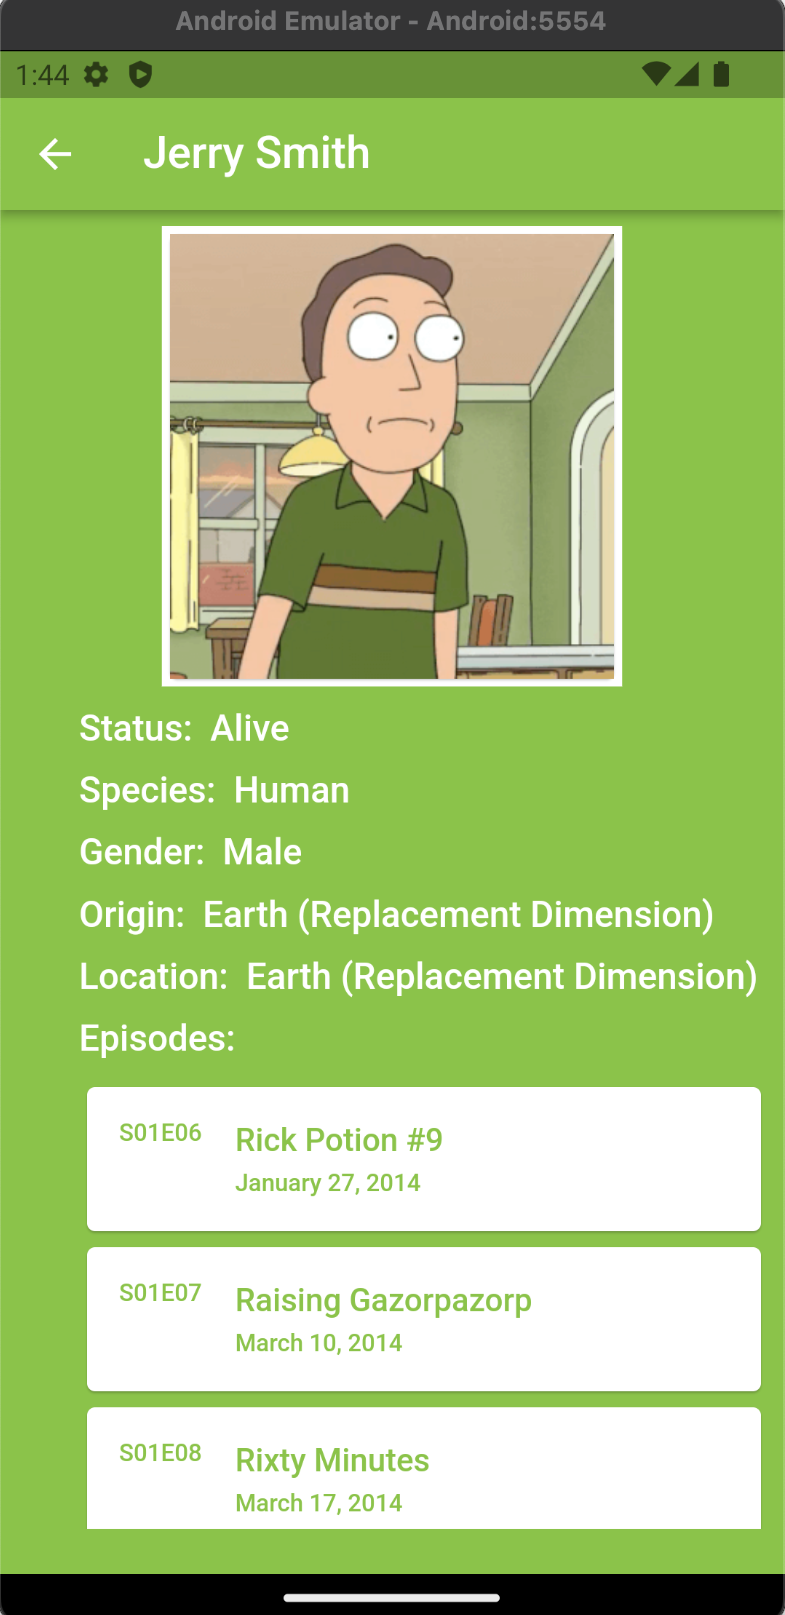 Android Emulator - Android:5554
1:44
Jerry Smith
Status: Alive
Species: Human
Gender: Male
Origin: Earth (Replacement Dimension)
Location: Earth (Replacement Dimension)
Episodes:
S01E06 Rick Potion #9
January 27, 2014
S01E07 Raising Gazorpazorp
March 10, 2014
S01E08 Rixty Minutes
March 17, 2014